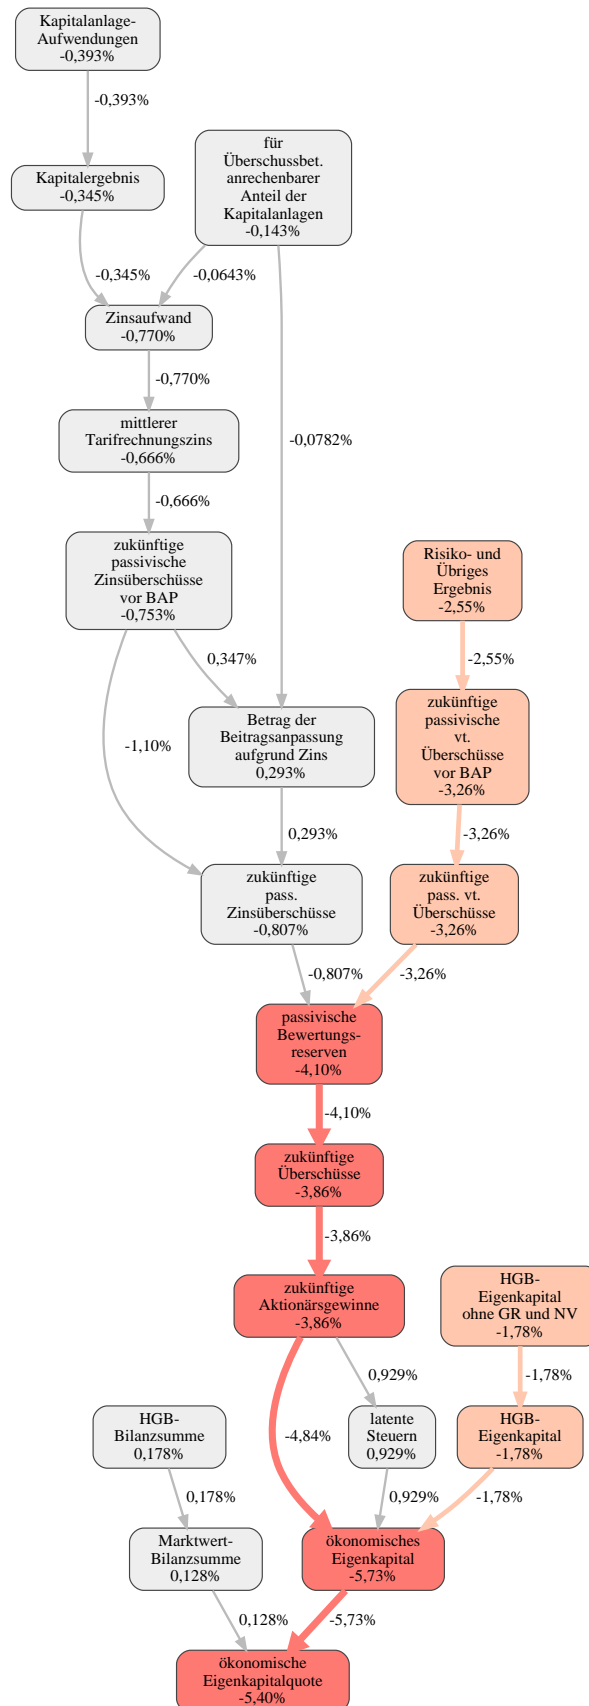 Kapitalanlage-
Aufwendungen
-0,393%
-0,393%
für
Überschussbet.
anrechenbarer
Anteil der
Kapitalanlagen
-0,143%
Kapitalergebnis
-0,345%
-0,345%
-0,0643%
Zinsaufwand
-0,770%
-0,770%
mittlerer
Tarifrechnungszins
-0,666%
-0,0782%
-0,666%
zukünftige
passivische
Zinsüberschüsse
vor BAP
-0,753%
Risiko- und
Übriges
Ergebnis
-2,55%
0,347%
-2,55%
-1,10%
Betrag der
Beitragsanpassung
aufgrund Zins
0,293%
zukünftige
passivische
vt.
Überschüsse
vor BAP
-3,26%
0,293%
-3,26%
zukünftige
pass.
Zinsüberschüsse
-0,807%
zukünftige
pass. vt.
Überschüsse
-3,26%
-0,807%
-3,26%
passivische
Bewertungs-
reserven
-4,10%
-4,10%
zukünftige
Überschüsse
-3,86%
-3,86%
zukünftige
Aktionärsgewinne
-3,86%
HGB-
Eigenkapital
ohne GR und NV
-1,78%
0,929%
-1,78%
HGB-
Bilanzsumme
0,178%
-4,84%
latente
Steuern
0,929%
HGB-
Eigenkapital
-1,78%
0,178%
0,929%
-1,78%
Marktwert-
Bilanzsumme
0,128%
ökonomisches
Eigenkapital
-5,73%
0,128%
-5,73%
ökonomische
Eigenkapitalquote
-5,40%